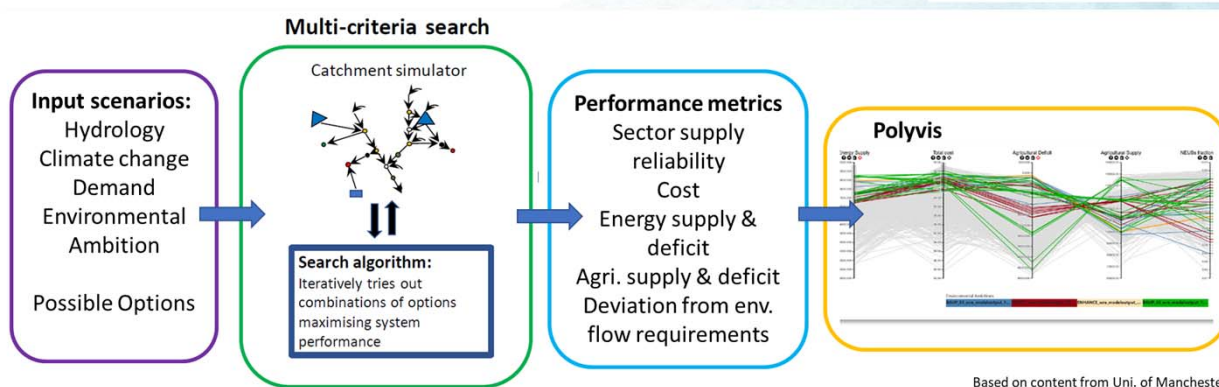 Multi-criteria search
Input scenarios:
Hydrology
Climate change
Demand
Environmental
Ambition
Possible Options
Catchment simulator
Search algorithm:
Iteratively tries out
combinations of options
maximising system
performance
Performance metrics
Sector supply
reliability
Cost
Energy supply &
deficit
Agri. supply & deficit
Deviation from env.
flow requirements
Polyvis
Energy Supply
Total cost
Agricultural Deficit
Agricultural Supply
Based on content from Uni. of Mancheste